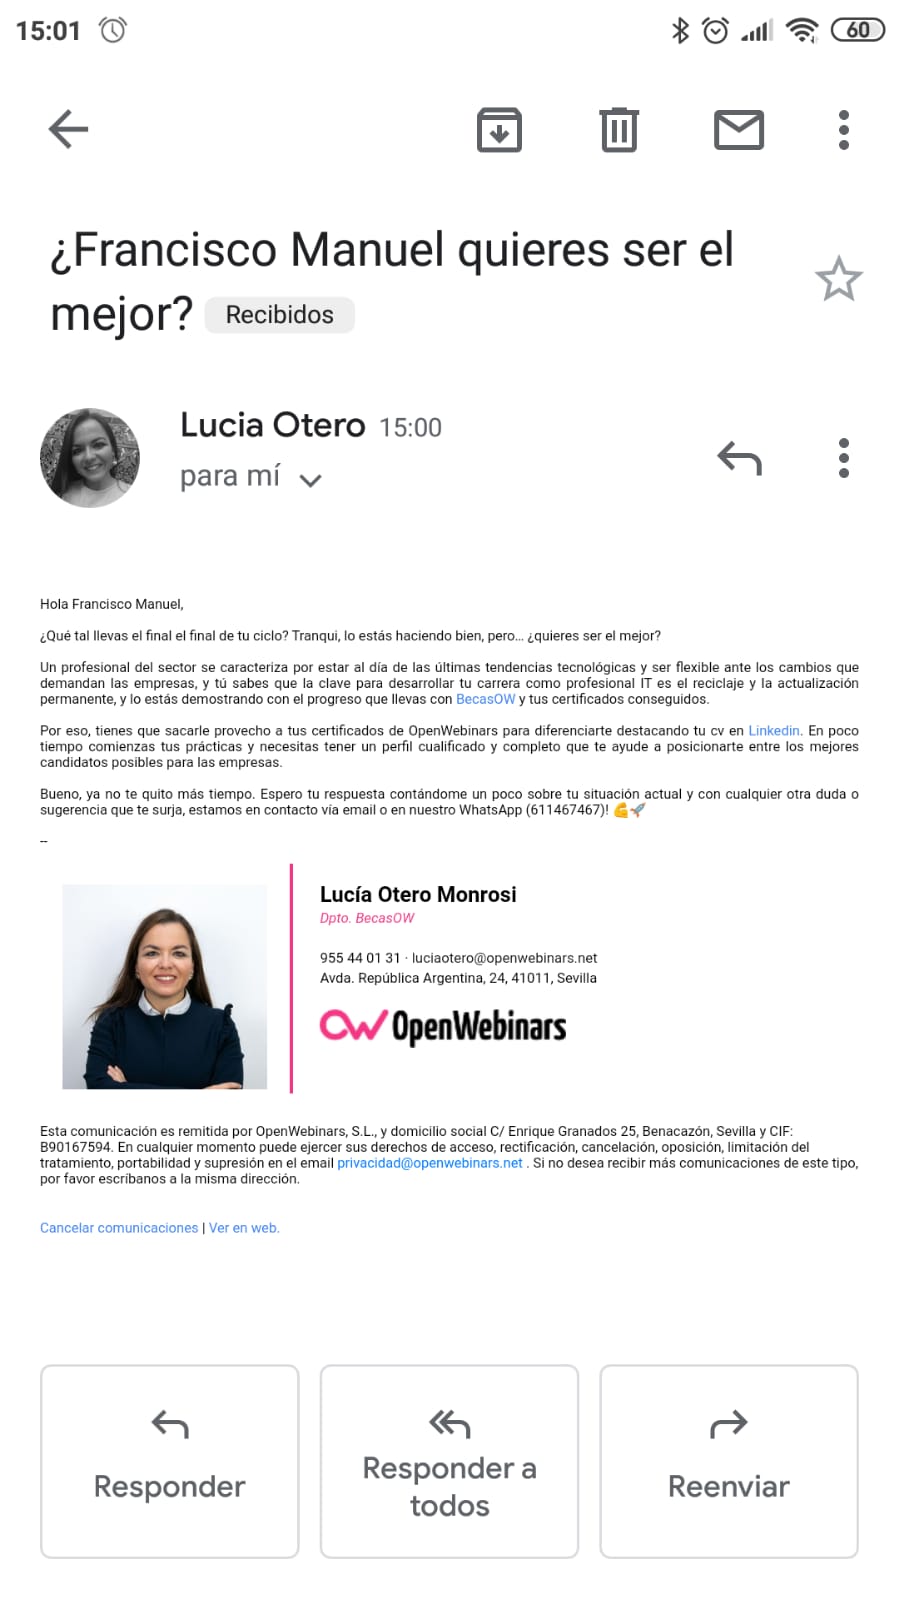 15:01
60
¿Francisco Manuel quieres ser el
mejor? Recibidos
Lucia Otero 15:00
para mí
Hola Francisco Manuel,
¿Qué tal llevas el final el final de tu ciclo? Tranqui, lo estás haciendo bien, pero... ¿quieres ser el mejor?
Un profesional del sector se caracteriza por estar al día de las últimas tendencias tecnológicas y ser flexible ante los cambios que
demandan las empresas, y tú sabes que la clave para desarrollar tu carrera como profesional IT es el reciclaje y la actualización
permanente, y lo estás demostrando con el progreso que llevas con BecasOW y tus certificados conseguidos.
Por eso, tienes que sacarle provecho a tus certificados de OpenWebinars para diferenciarte destacando tu cv en Linkedin. En poco
tiempo comienzas tus prácticas y necesitas tener un perfil cualificado y completo que te ayude a posicionarte entre los mejores
candidatos posibles para las empresas.
Bueno, ya no te quito más tiempo. Espero tu respuesta contándome un poco sobre tu situación actual y con cualquier otra duda o
sugerencia que te surja, estamos en contacto vía email o en nuestro WhatsApp (611467467)! 💪🚀
--
Lucía Otero Monrosi
Dpto. BecasOW
955 44 01 31 · luciaotero@openwebinars.net
Avda. República Argentina, 24, 41011, Sevilla
OpenWebinars
Esta comunicación es remitida por OpenWebinars, S.L., y domicilio social C/ Enrique Granados 25, Benacazón, Sevilla y CIF:
B90167594. En cualquier momento puede ejercer sus derechos de acceso, rectificación, cancelación, oposición, limitación del
tratamiento, portabilidad y supresión en el email privacidad@openwebinars.net . Si no desea recibir más comunicaciones de este tipo,
por favor escríbanos a la misma dirección.
Cancelar comunicaciones | Ver en web.
Responder
Responder a
todos
Reenviar